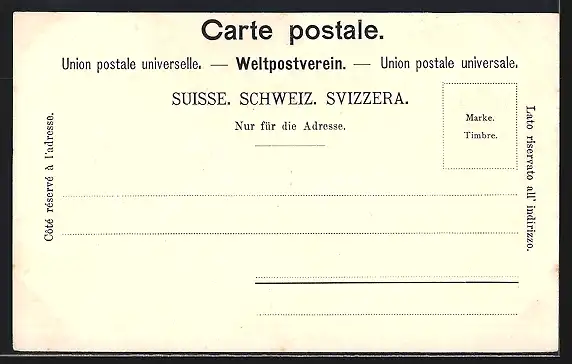 Carte postale.
Union postale universelle. — Weltpostverein. — Union postale universale.
SUISSE. SCHWEIZ. SVIZZERA.
Nur für die Adresse.
Marke.
Timbre.
Côté réservé à l'adresse.
Lato riservato all' indirizzo.